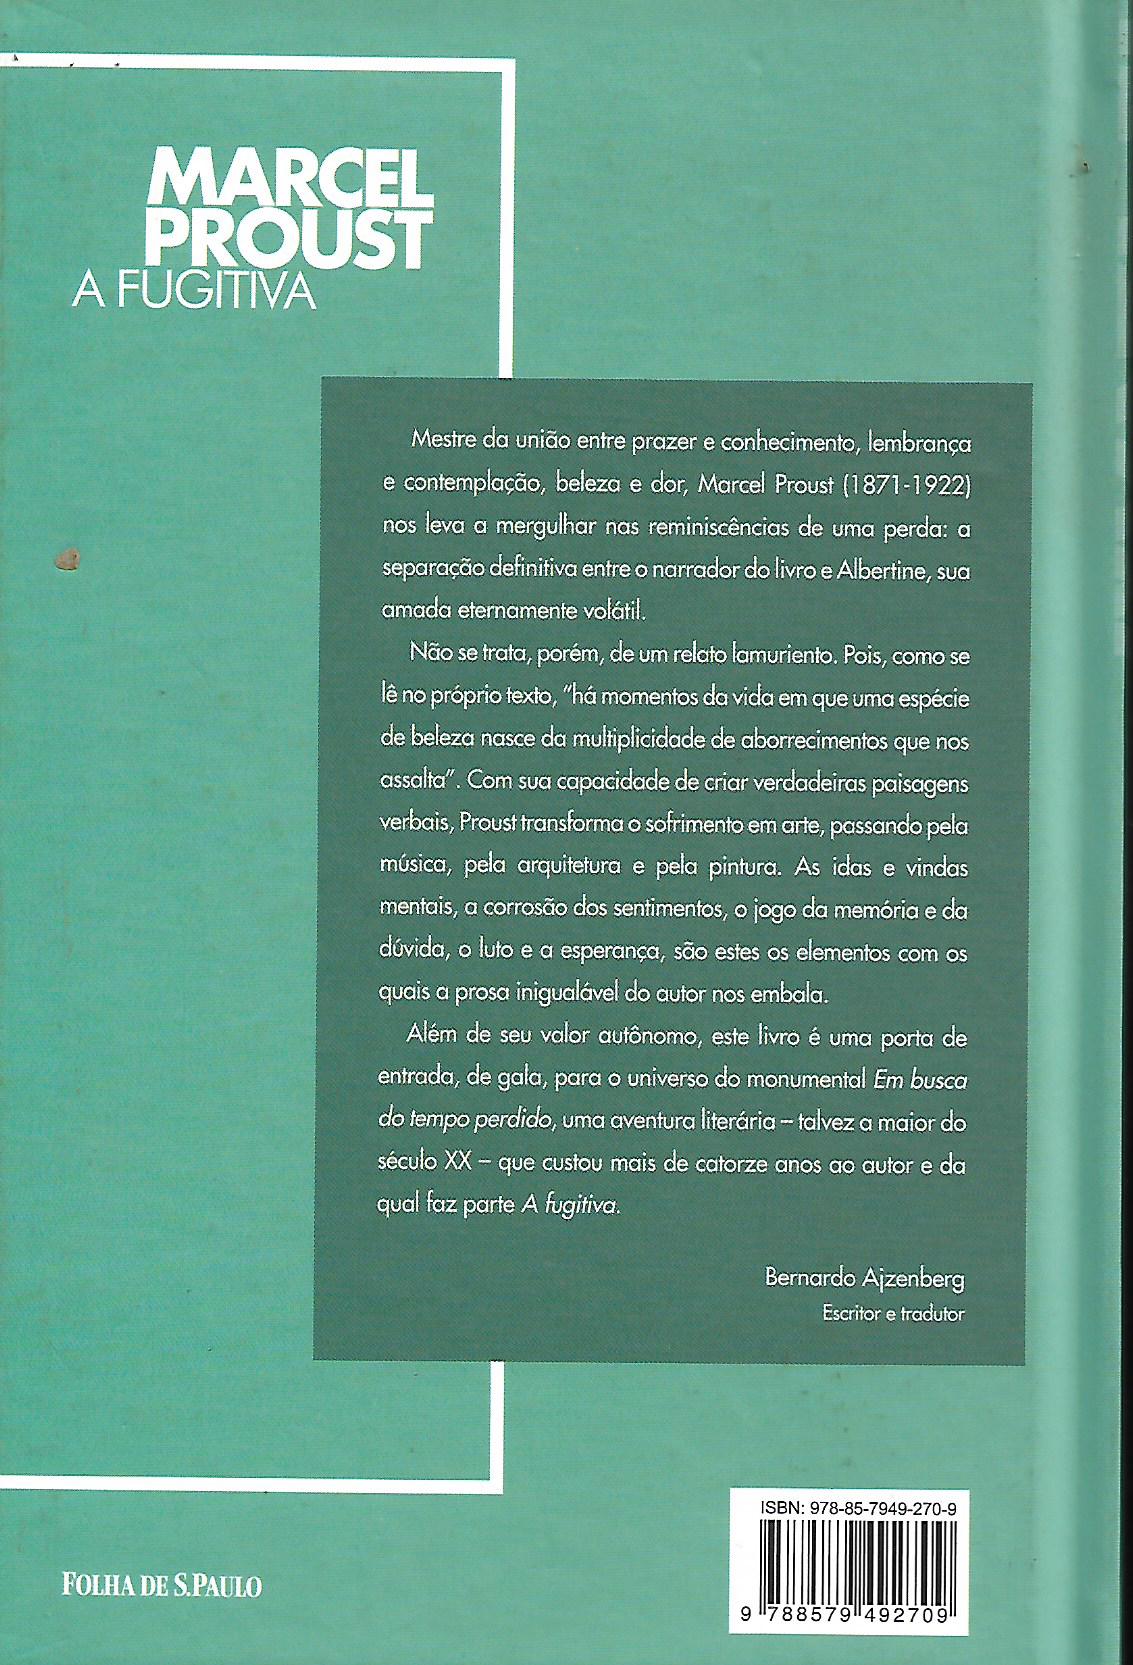 MARCEL
PROUST
A FUGITIVA
Mestre da união entre prazer e conhecimento, lembrança
e contemplação, beleza e dor, Marcel Proust (1871-1922)
nos leva a mergulhar nas reminiscências de uma perda: a
separação definitiva entre o narrador do livro e Albertine, sua
amada eternamente volátil.
Não se trata, porém, de um relato lamuriento. Pois, como se
lê no próprio texto, "há momentos da vida em que uma espécie
de beleza nasce da multiplicidade de aborrecimentos que nos
assalta". Com sua capacidade de criar verdadeiras paisagens
verbais, Proust transforma o sofrimento em arte, passando pela
música, pela arquitetura e pela pintura. As idas e vindas
mentais, a corrosão dos sentimentos, o jogo da memória e da
dúvida, o luto e a esperança, são estes os elementos com os
quais a prosa inigualável do autor nos embala.
Além de seu valor autônomo, este livro é uma porta de
entrada, de gala, para o universo do monumental Em busca
do tempo perdido, uma aventura literária – talvez a maior do
século XX – que custou mais de catorze anos ao autor e da
qual faz parte A fugitiva.
Bernardo Ajzenberg
Escritor e tradutor
ISBN: 978-85-7949-270-9
9 788579 492709
FOLHA DE S.PAULO